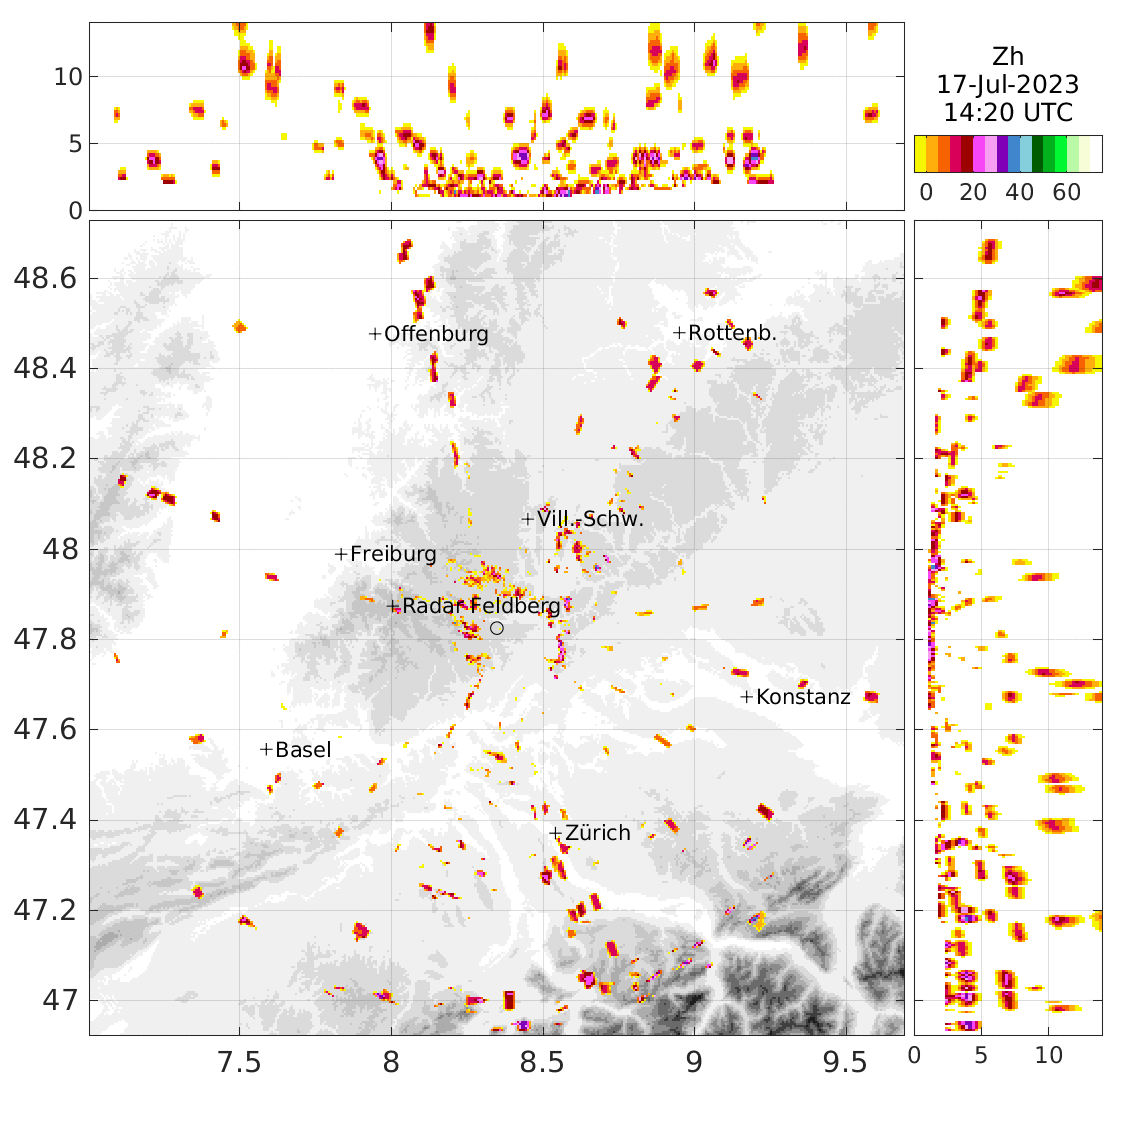 Zh
17-Jul-2023
14:20 UTC
0 20 40 60
10
5
0
48.6
48.4
48.2
48
47.8
47.6
47.4
47.2
47
+Offenburg
+Rottenb.
+Vill.-Schw.
+Freiburg
+Radar Feldberg
+Konstanz
+Basel
+Zürich
7.5 8 8.5 9 9.5
0 5 10